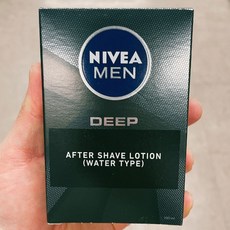 NIVEA
MEN
DEEP
AFTER SHAVE LOTION
(WATER TYPE)